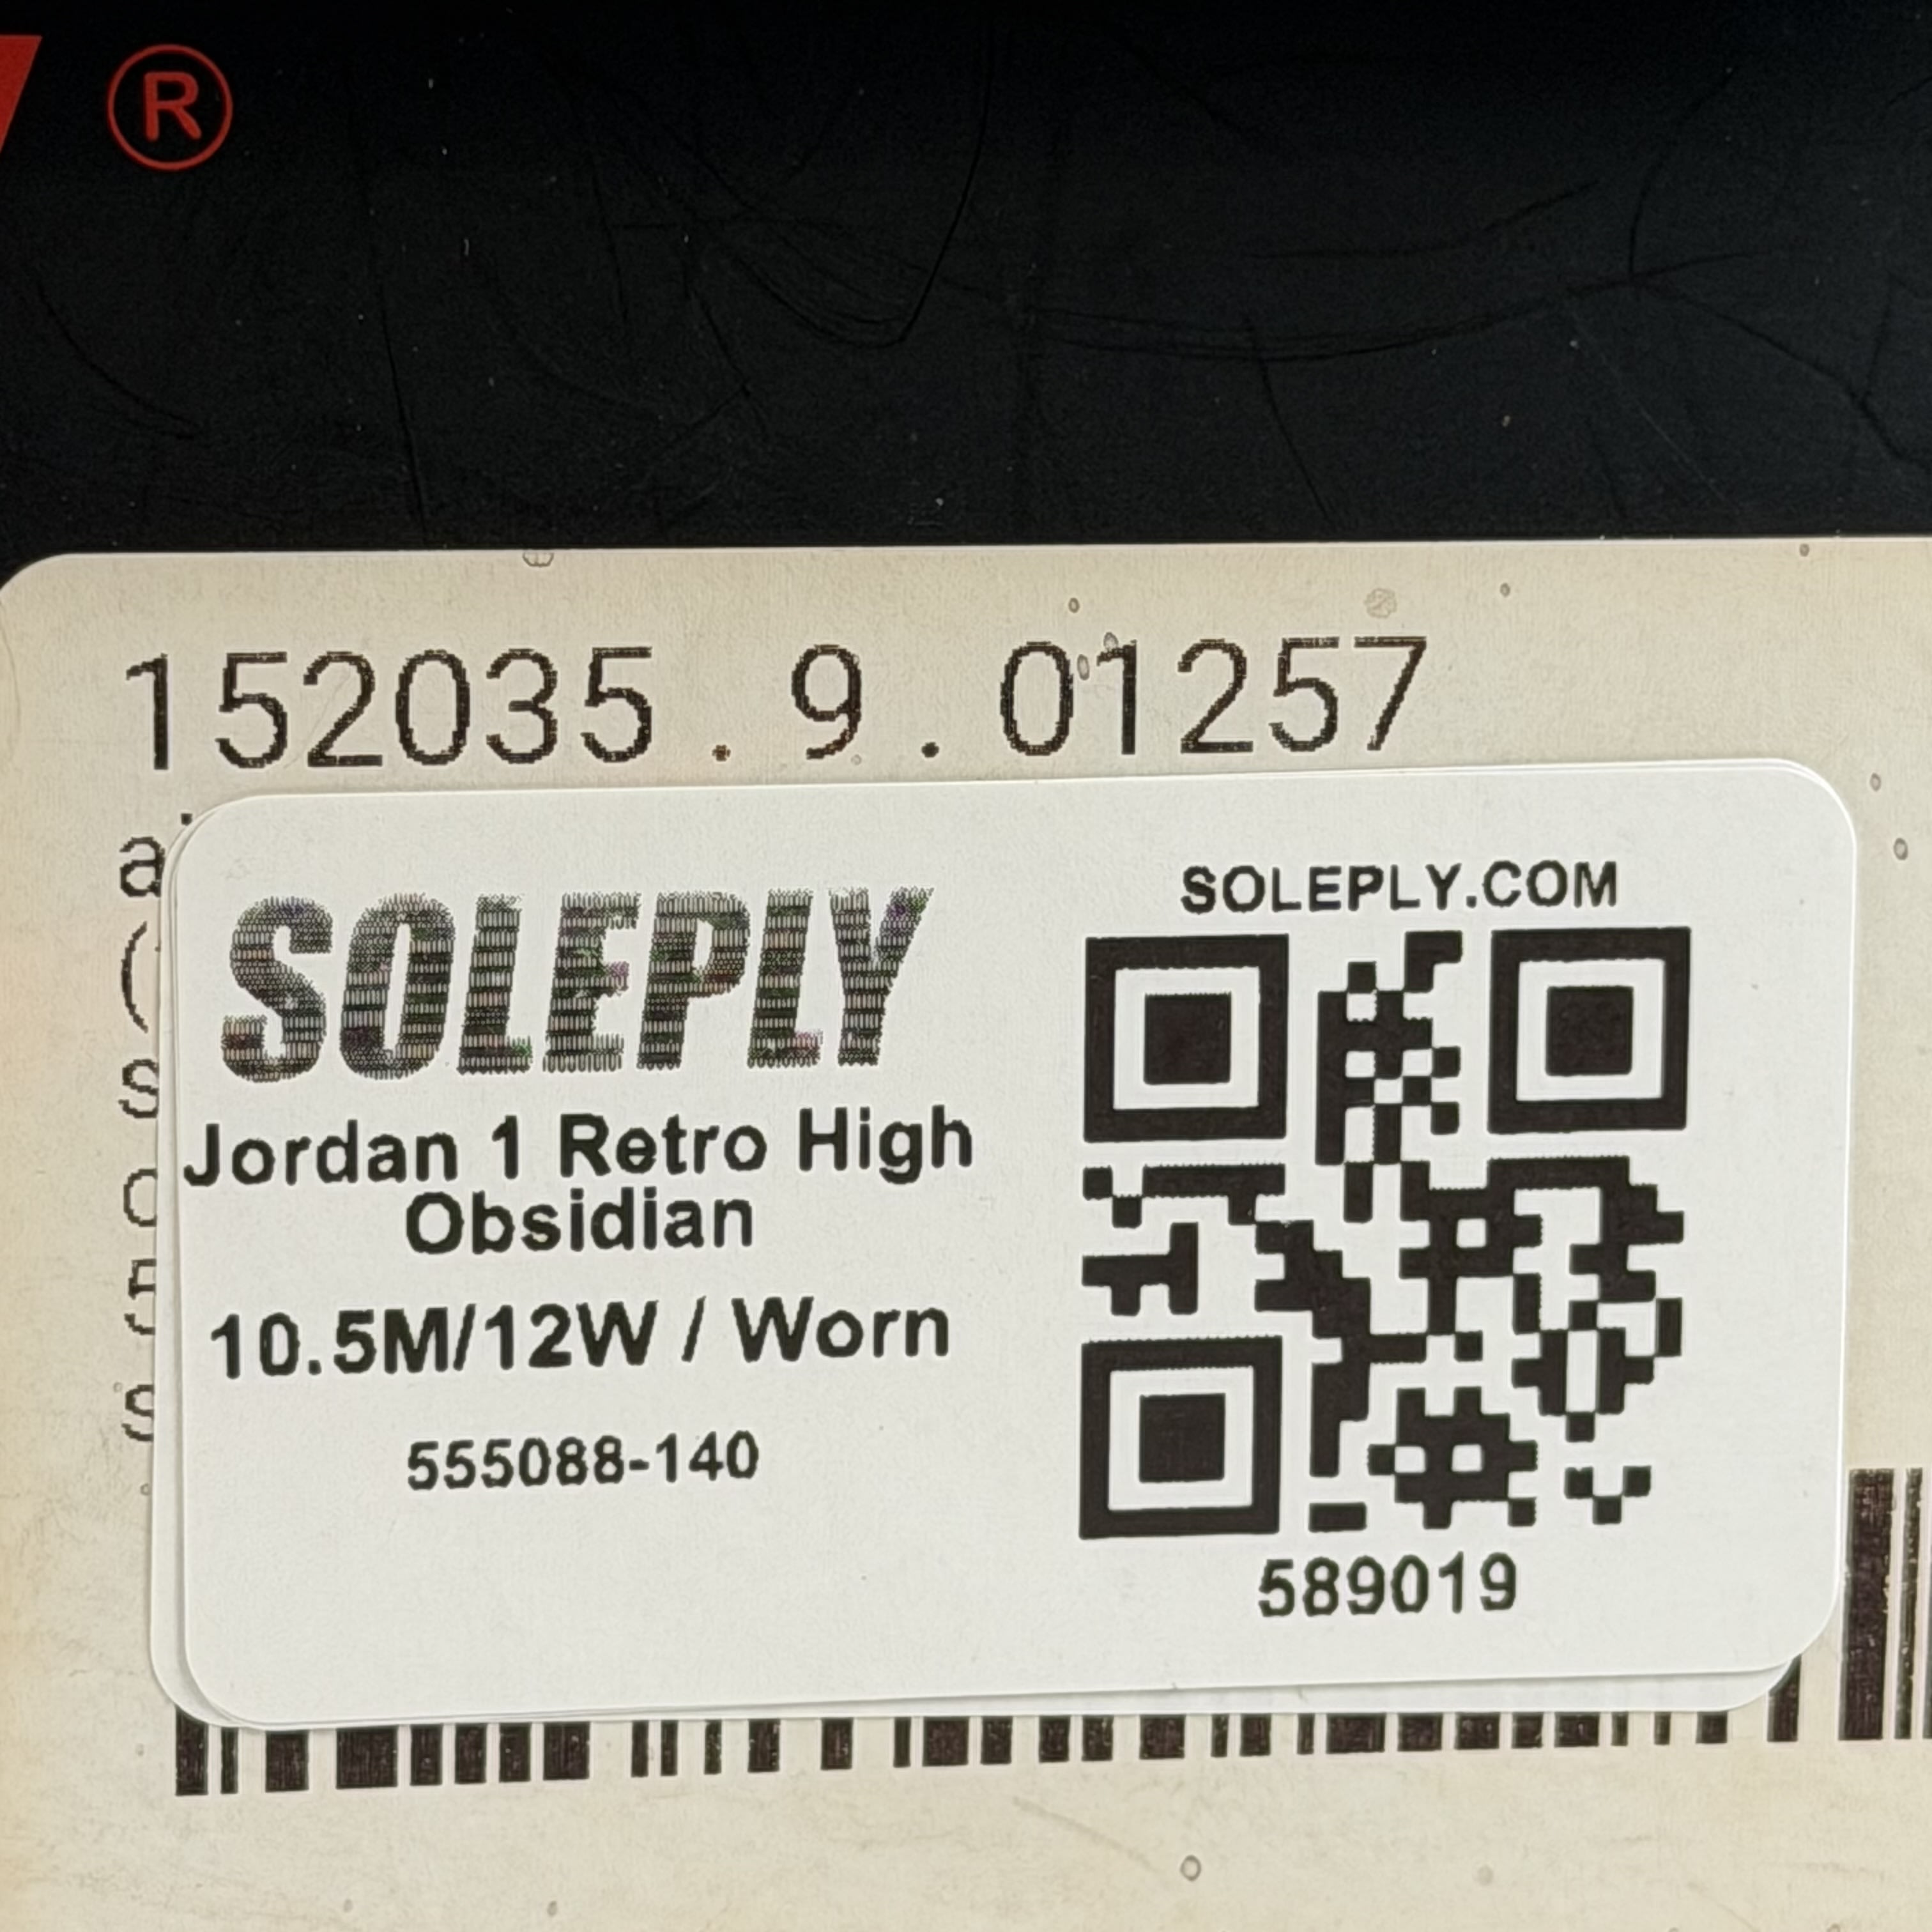 ®
152035 . 9 . 01257
SOLEPLY
Jordan 1 Retro High
Obsidian
10.5M/12W / Worn
555088-140
SOLEPLY.COM
589019